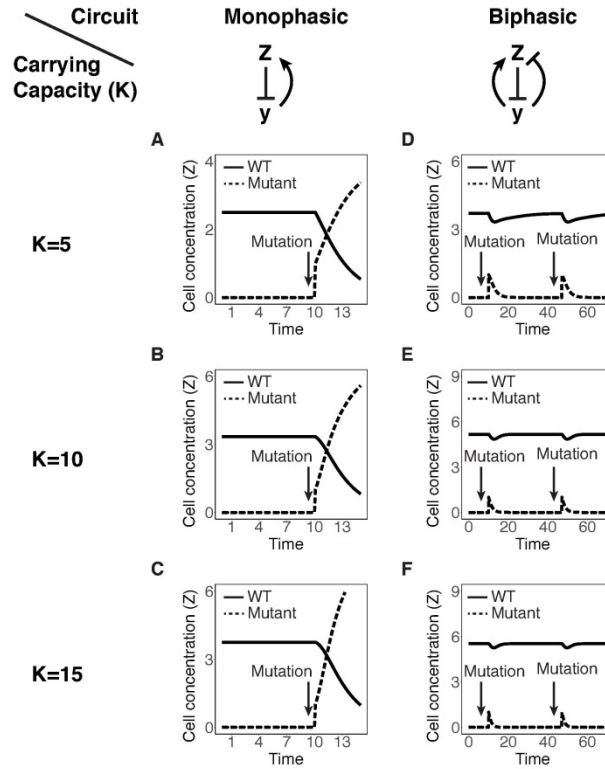 Circuit
Monophasic
Biphasic
Carrying
Capacity (K)
Z
y
Z
y
A
4
2
0
Cell concentration (Z)
WT
Mutant
Mutation
1 4 7 10 13
Time
D
6
3
0
Cell concentration (Z)
WT
Mutant
Mutation Mutation
0 20 40 60
Time
K=5
B
6
3
0
Cell concentration (Z)
WT
Mutant
Mutation
1 4 7 10 13
Time
E
9
6
3
0
Cell concentration (Z)
WT
Mutant
Mutation Mutation
0 20 40 60
Time
K=10
C
6
3
0
Cell concentration (Z)
WT
Mutant
Mutation
1 4 7 10 13
Time
F
9
6
3
0
Cell concentration (Z)
WT
Mutant
Mutation Mutation
0 20 40 60
Time
K=15